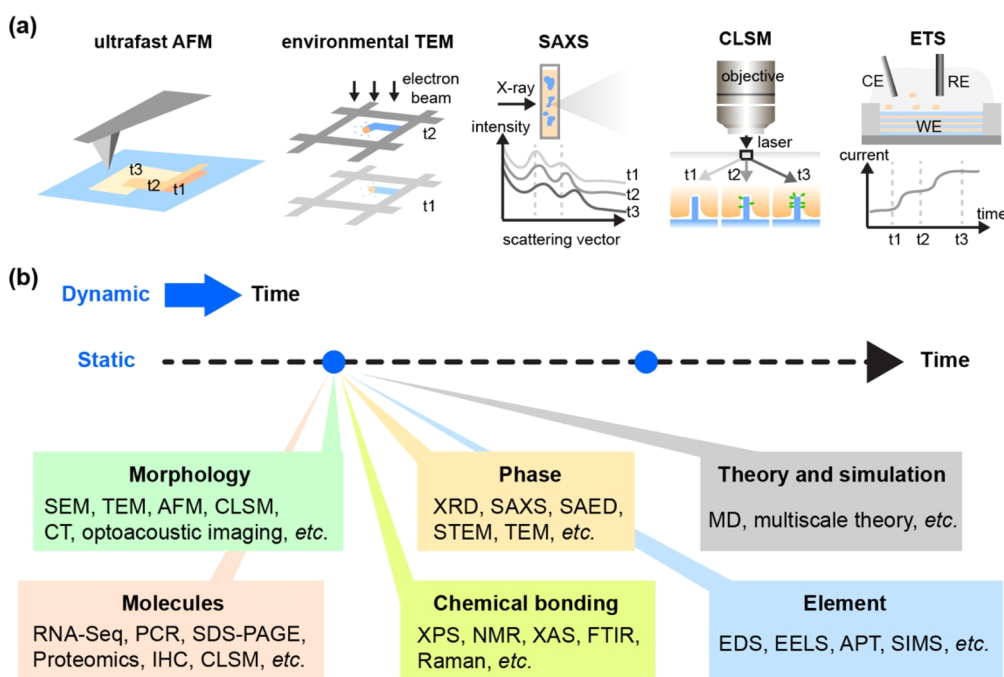 (a)
ultrafast AFM
environmental TEM
SAXS
CLSM
ETS
t3
t2
t1
electron
beam
t2
t1
X-ray
intensity
t1
t2
t3
scattering vector
objective
laser
t1
t2
t3
CE
RE
WE
current
time
t1
t2
t3
(b)
Dynamic
Time
Static
Time
Morphology
SEM, TEM, AFM, CLSM,
CT, optoacoustic imaging, etc.
Phase
XRD, SAXS, SAED,
STEM, TEM, etc.
Theory and simulation
MD, multiscale theory, etc.
Molecules
RNA-Seq, PCR, SDS-PAGE,
Proteomics, IHC, CLSM, etc.
Chemical bonding
XPS, NMR, XAS, FTIR,
Raman, etc.
Element
EDS, EELS, APT, SIMS, etc.